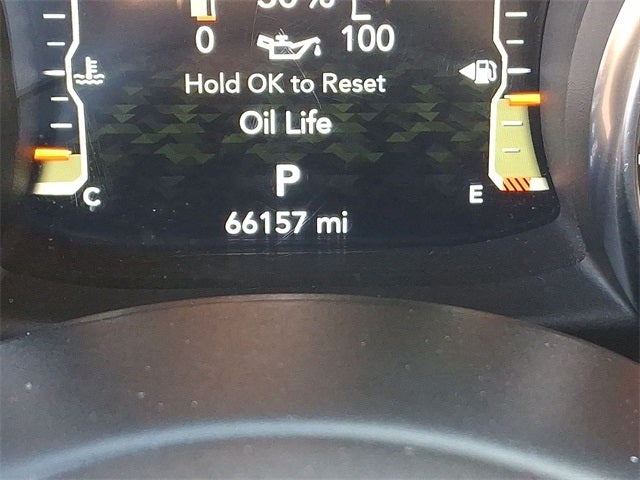 0 100
Hold OK to Reset
Oil Life
P
C E
66157 mi